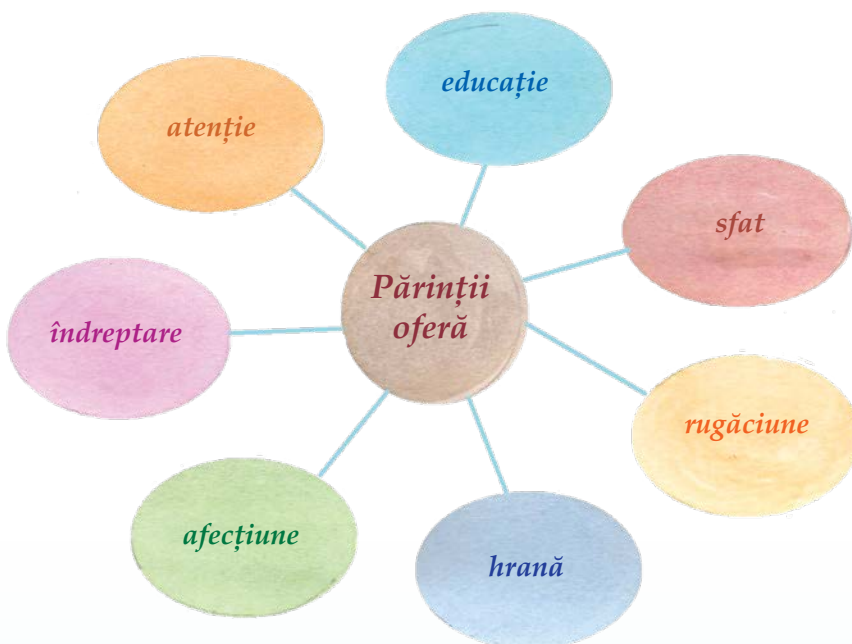 educație
atenție
sfat
Părinții
oferă
îndreptare
rugăciune
afecțiune
hrană